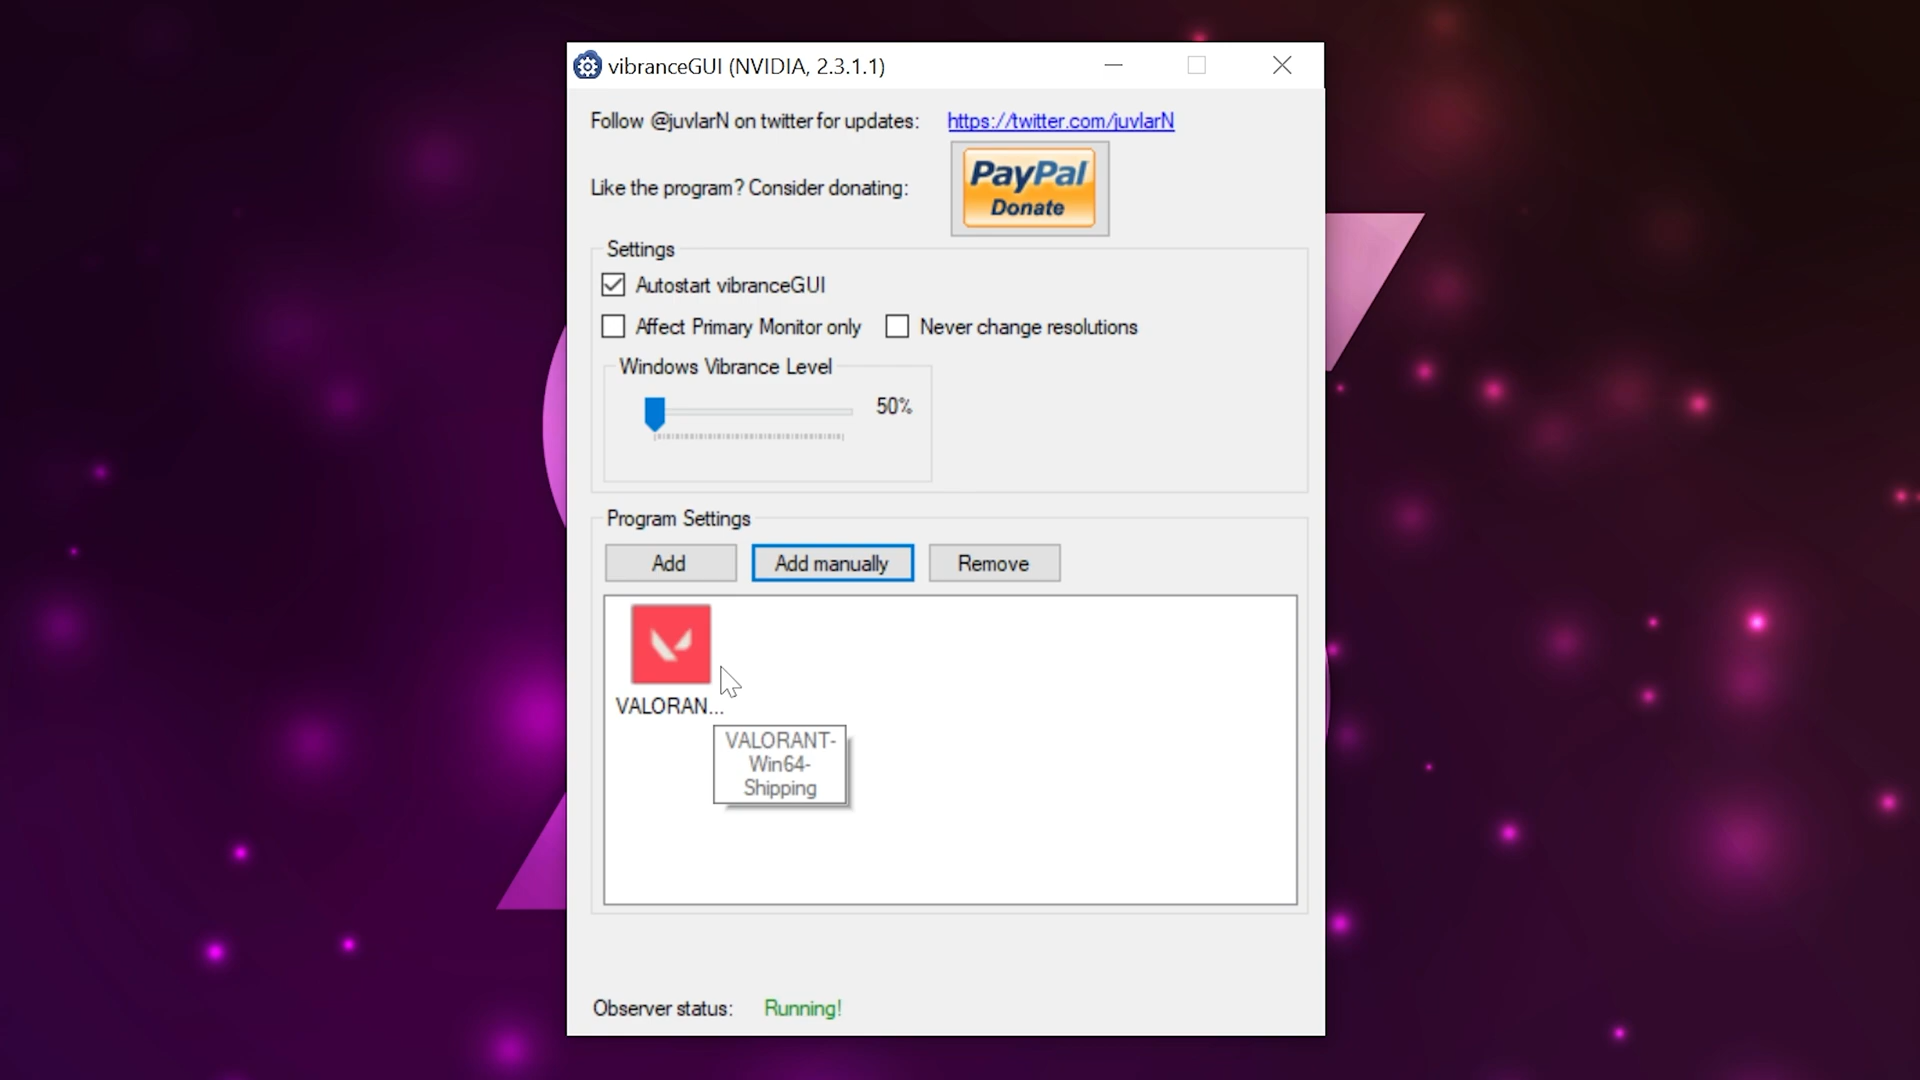 vibranceGUI (NVIDIA, 2.3.1.1)
Follow @juvlarN on twitter for updates: https://twitter.com/juvlarN
PayPal
Like the program? Consider donating:
Donate
Settings
Autostart vibranceGUI
Affect Primary Monitor only Never change resolutions
Windows Vibrance Level
50%
Program Settings
Add Add manually Remove
VALORAN...
VALORANT-
Win64-
Shipping
Observer status: Running!